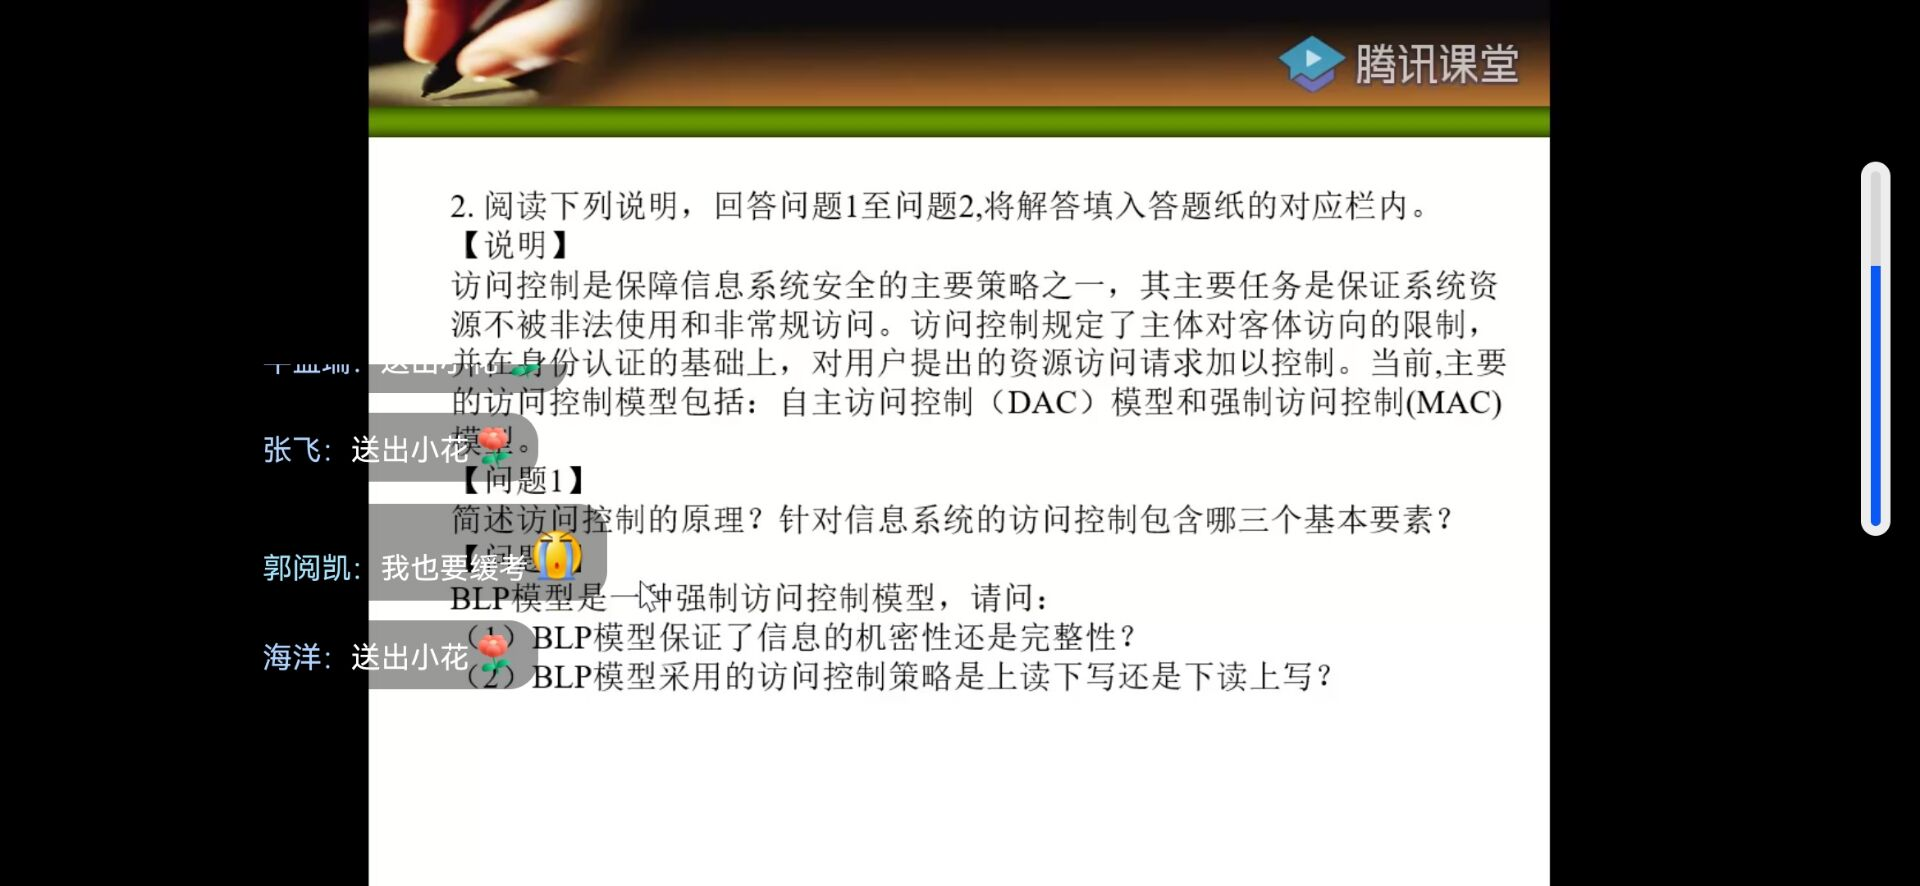 腾讯课堂
2. 阅读下列说明，回答问题1至问题2,将解答填入答题纸的对应栏内。
【说明】
访问控制是保障信息系统安全的主要策略之一，其主要任务是保证系统资
源不被非法使用和非常规访问。访问控制规定了主体对客体访向的限制，
并在身份认证的基础上，对用户提出的资源访问请求加以控制。当前,主要
的访问控制模型包括：自主访问控制（DAC）模型和强制访问控制(MAC)
模型。
【问题1】
简述访问控制的原理？针对信息系统的访问控制包含哪三个基本要素？
【问题
BLP模型是一种强制访问控制模型，请问：
（1）BLP模型保证了信息的机密性还是完整性？
（2）BLP模型采用的访问控制策略是上读下写还是下读上写？
送出小花
张飞：送出小花
郭阅凯：我也要缓考
海洋：送出小花